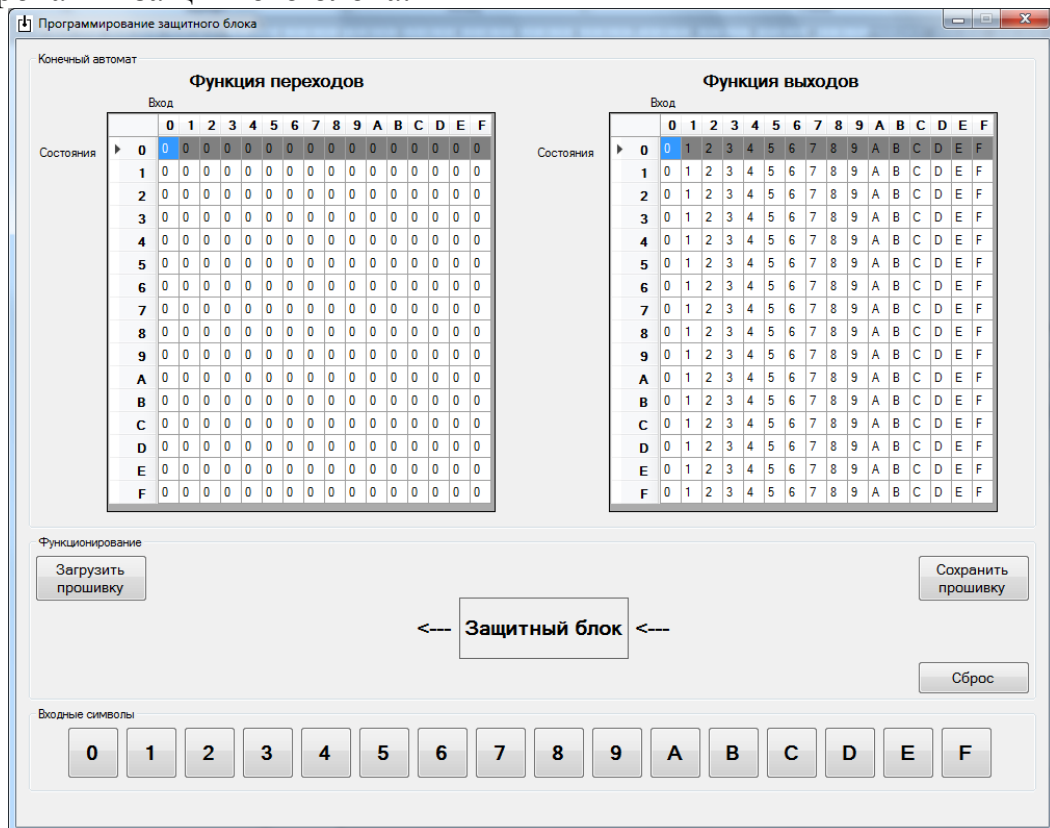 Программирование защитного блока
Конечный автомат
Функция переходов
Вход
0 1 2 3 4 5 6 7 8 9 A B C D E F
Состояния 0 0 0 0 0 0 0 0 0 0 0 0 0 0 0 0 0
1 0 0 0 0 0 0 0 0 0 0 0 0 0 0 0 0
2 0 0 0 0 0 0 0 0 0 0 0 0 0 0 0 0
3 0 0 0 0 0 0 0 0 0 0 0 0 0 0 0 0
4 0 0 0 0 0 0 0 0 0 0 0 0 0 0 0 0
5 0 0 0 0 0 0 0 0 0 0 0 0 0 0 0 0
6 0 0 0 0 0 0 0 0 0 0 0 0 0 0 0 0
7 0 0 0 0 0 0 0 0 0 0 0 0 0 0 0 0
8 0 0 0 0 0 0 0 0 0 0 0 0 0 0 0 0
9 0 0 0 0 0 0 0 0 0 0 0 0 0 0 0 0
A 0 0 0 0 0 0 0 0 0 0 0 0 0 0 0 0
B 0 0 0 0 0 0 0 0 0 0 0 0 0 0 0 0
C 0 0 0 0 0 0 0 0 0 0 0 0 0 0 0 0
D 0 0 0 0 0 0 0 0 0 0 0 0 0 0 0 0
E 0 0 0 0 0 0 0 0 0 0 0 0 0 0 0 0
F 0 0 0 0 0 0 0 0 0 0 0 0 0 0 0 0
Функция выходов
Вход
0 1 2 3 4 5 6 7 8 9 A B C D E F
Состояния 0 0 1 2 3 4 5 6 7 8 9 A B C D E F
1 0 1 2 3 4 5 6 7 8 9 A B C D E F
2 0 1 2 3 4 5 6 7 8 9 A B C D E F
3 0 1 2 3 4 5 6 7 8 9 A B C D E F
4 0 1 2 3 4 5 6 7 8 9 A B C D E F
5 0 1 2 3 4 5 6 7 8 9 A B C D E F
6 0 1 2 3 4 5 6 7 8 9 A B C D E F
7 0 1 2 3 4 5 6 7 8 9 A B C D E F
8 0 1 2 3 4 5 6 7 8 9 A B C D E F
9 0 1 2 3 4 5 6 7 8 9 A B C D E F
A 0 1 2 3 4 5 6 7 8 9 A B C D E F
B 0 1 2 3 4 5 6 7 8 9 A B C D E F
C 0 1 2 3 4 5 6 7 8 9 A B C D E F
D 0 1 2 3 4 5 6 7 8 9 A B C D E F
E 0 1 2 3 4 5 6 7 8 9 A B C D E F
F 0 1 2 3 4 5 6 7 8 9 A B C D E F
Функционирование
Загрузить
прошивку
Сохранить
прошивку
<--- Защитный блок <---
Сброс
Входные символы
0 1 2 3 4 5 6 7 8 9 A B C D E F